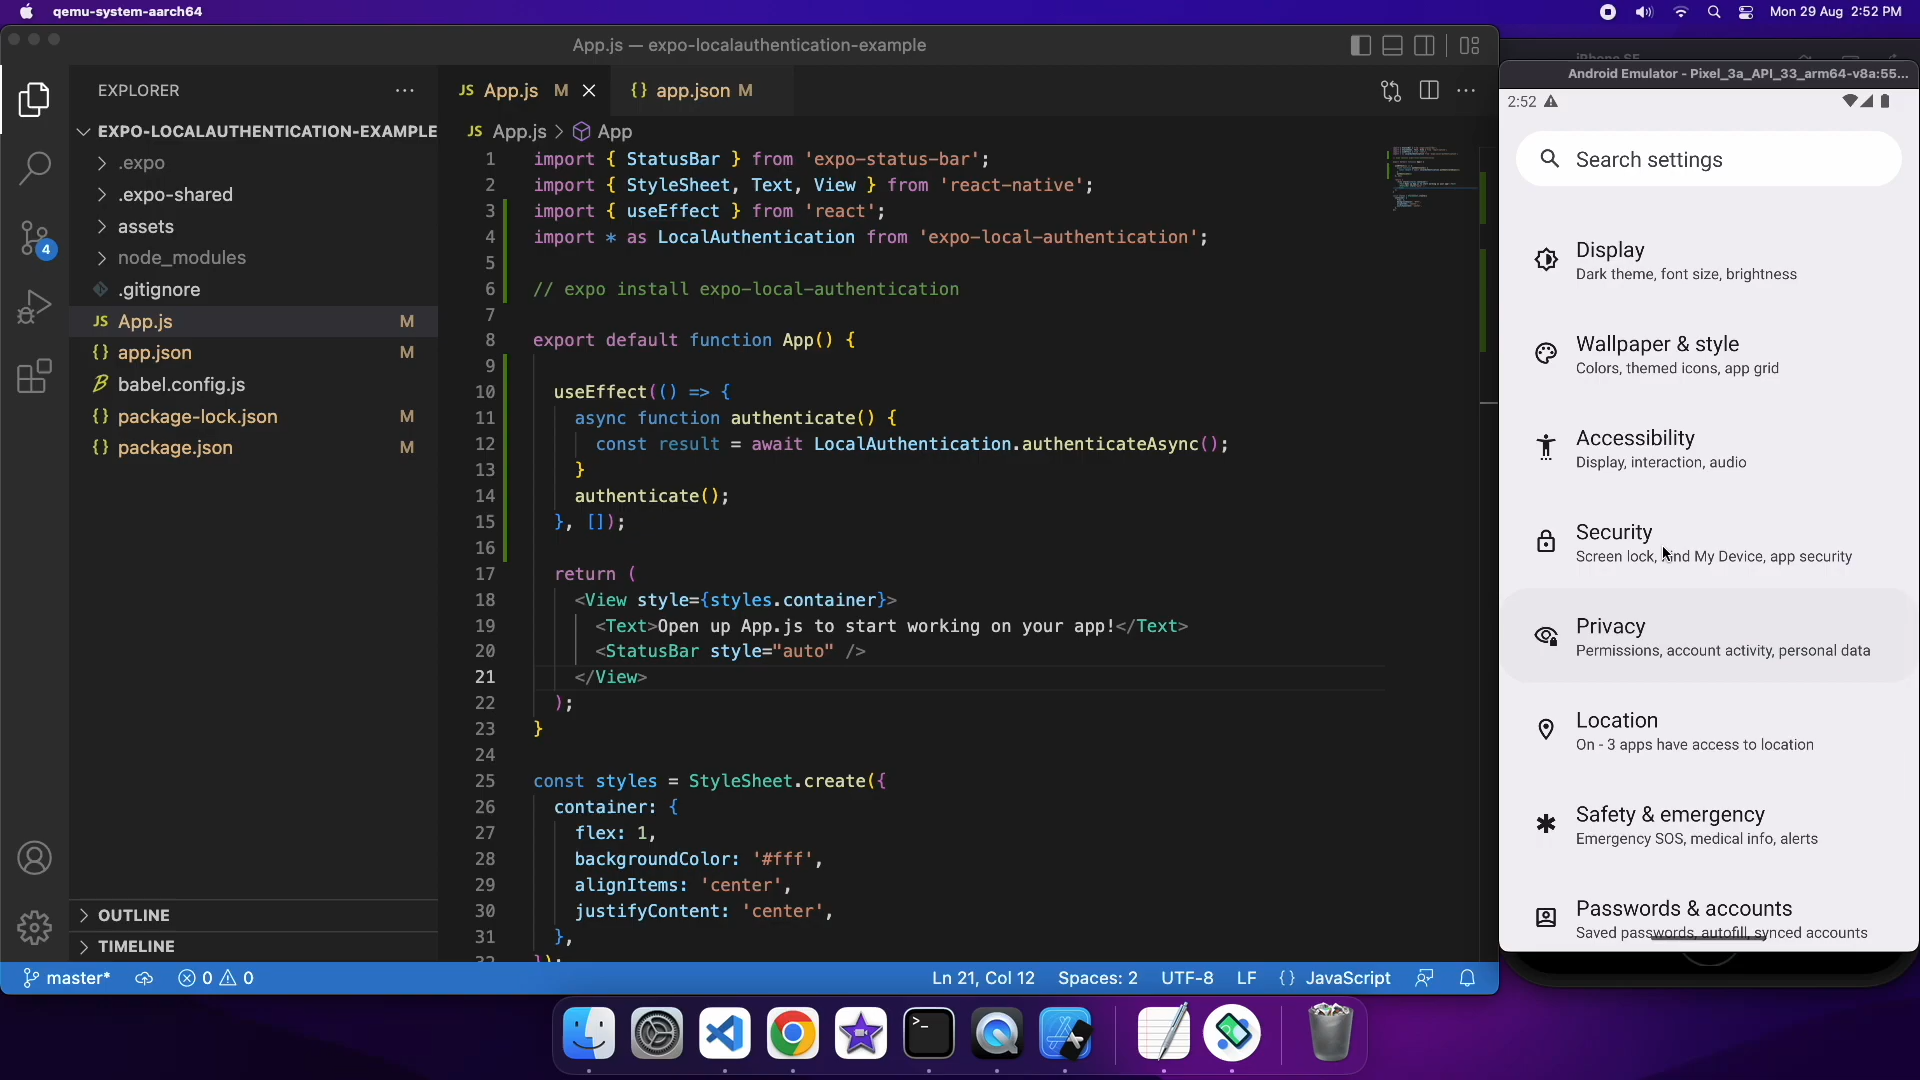 qemu-system-aarch64
Mon 29 Aug 2:52 PM
App.js — expo-localauthentication-example
EXPLORER
EXPO-LOCALAUTHENTICATION-EXAMPLE
.expo
.expo-shared
assets
node_modules
.gitignore
JS App.js M
{} app.json M
babel.config.js
{} package-lock.json M
{} package.json M
OUTLINE
TIMELINE
4
JS App.js M
{} app.json M
JS App.js > App
1 import { StatusBar } from 'expo-status-bar';
2 import { StyleSheet, Text, View } from 'react-native';
3 import { useEffect } from 'react';
4 import * as LocalAuthentication from 'expo-local-authentication';
5
6 // expo install expo-local-authentication
7
8 export default function App() {
9
10 useEffect(() => {
11 async function authenticate() {
12 const result = await LocalAuthentication.authenticateAsync();
13 }
14 authenticate();
15 }, []);
16
17 return (
18 <View style={styles.container}>
19 <Text>Open up App.js to start working on your app!</Text>
20 <StatusBar style="auto" />
21 </View>
22 );
23 }
24
25 const styles = StyleSheet.create({
26 container: {
27 flex: 1,
28 backgroundColor: '#fff',
29 alignItems: 'center',
30 justifyContent: 'center',
31 },
32 });
master* 0 0 Ln 21, Col 12 Spaces: 2 UTF-8 LF {} JavaScript
iPhone SE
Android Emulator - Pixel_3a_API_33_arm64-v8a:55...
2:52
Search settings
Display
Dark theme, font size, brightness
Wallpaper & style
Colors, themed icons, app grid
Accessibility
Display, interaction, audio
Security
Screen lock, Find My Device, app security
Privacy
Permissions, account activity, personal data
Location
On - 3 apps have access to location
Safety & emergency
Emergency SOS, medical info, alerts
Passwords & accounts
Saved passwords, autofill, synced accounts